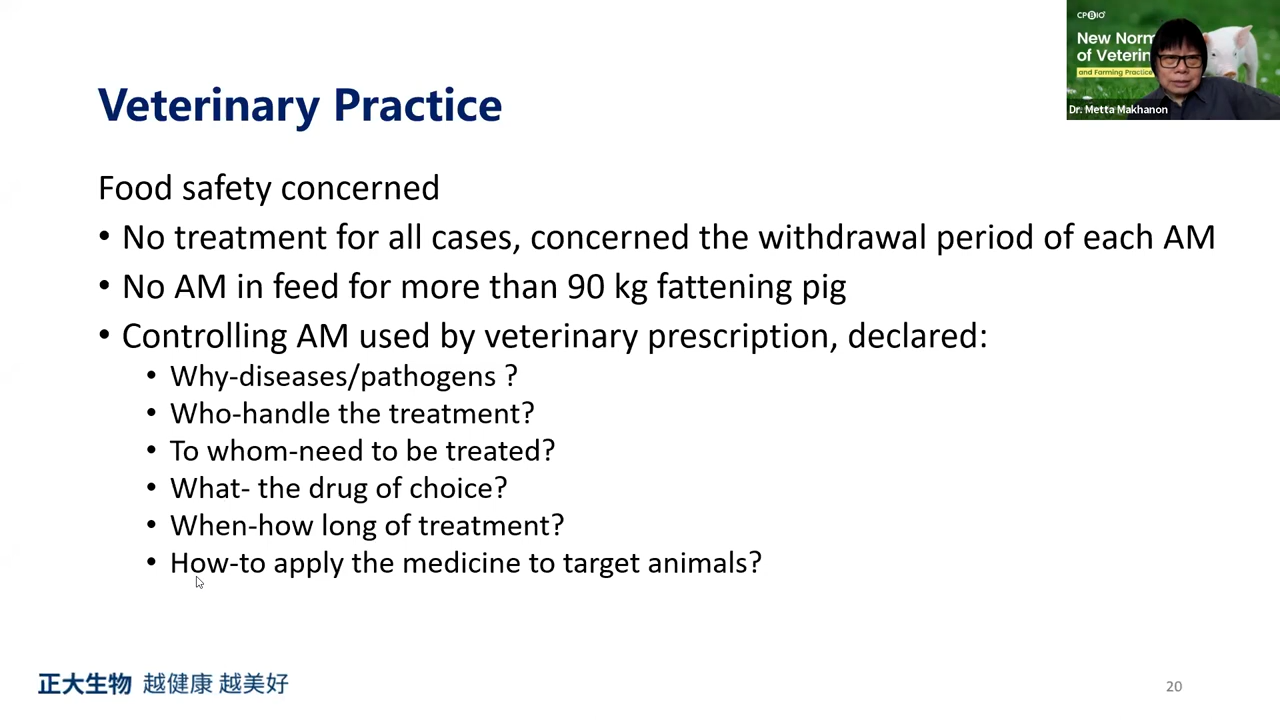 CPBIO
New Norm
of Veterin
and Farming Practice
Dr. Metta Makhanon
Veterinary Practice
Food safety concerned
• No treatment for all cases, concerned the withdrawal period of each AM
• No AM in feed for more than 90 kg fattening pig
• Controlling AM used by veterinary prescription, declared:
• Why-diseases/pathogens ?
• Who-handle the treatment?
• To whom-need to be treated?
• What- the drug of choice?
• When-how long of treatment?
• How-to apply the medicine to target animals?
正大生物 越健康 越美好
20